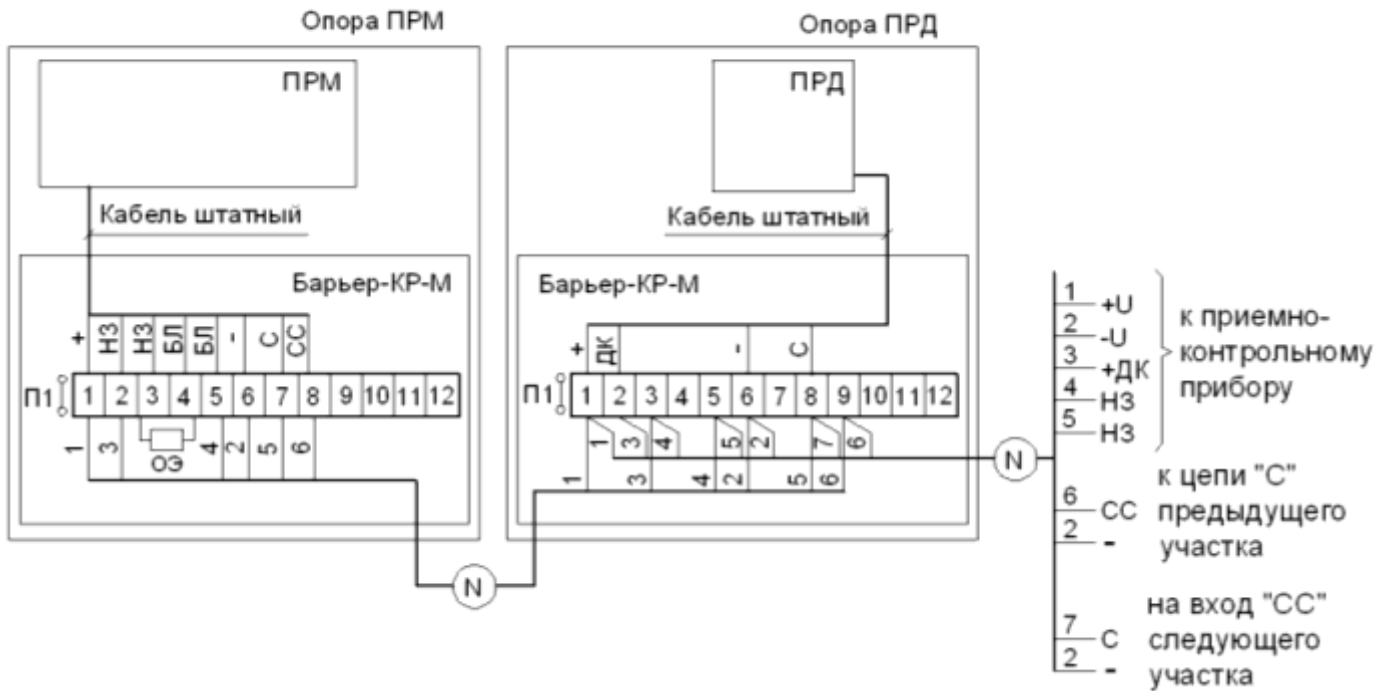 Опора ПРМ
ПРМ
Кабель штатный
Барьер-КР-М
+ НЗ НЗ БЛ БЛ - С СС
П1 1 2 3 4 5 6 7 8 9 10 11 12
1 3 ОЭ 4 2 5 6
N
Опора ПРД
ПРД
Кабель штатный
Барьер-КР-М
+ ДК - С
П1 1 2 3 4 5 6 7 8 9 10 11 12
1 3 4 5 2 7 6
1 3 4 2 5 6
N
1 +U
2 -U
3 +ДК
4 НЗ
5 НЗ
к приемно-
контрольному
прибору
6 СС
2 -
к цепи "С"
предыдущего
участка
7 С
2 -
на вход "СС"
следующего
участка